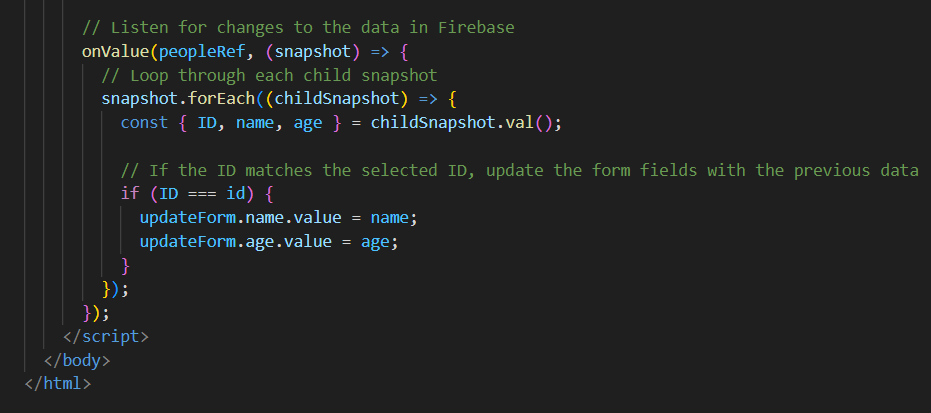 // Listen for changes to the data in Firebase
onValue(peopleRef, (snapshot) => {
// Loop through each child snapshot
snapshot.forEach((childSnapshot) => {
const { ID, name, age } = childSnapshot.val();
// If the ID matches the selected ID, update the form fields with the previous data
if (ID === id) {
updateForm.name.value = name;
updateForm.age.value = age;
}
});
});
</script>
</body>
</html>